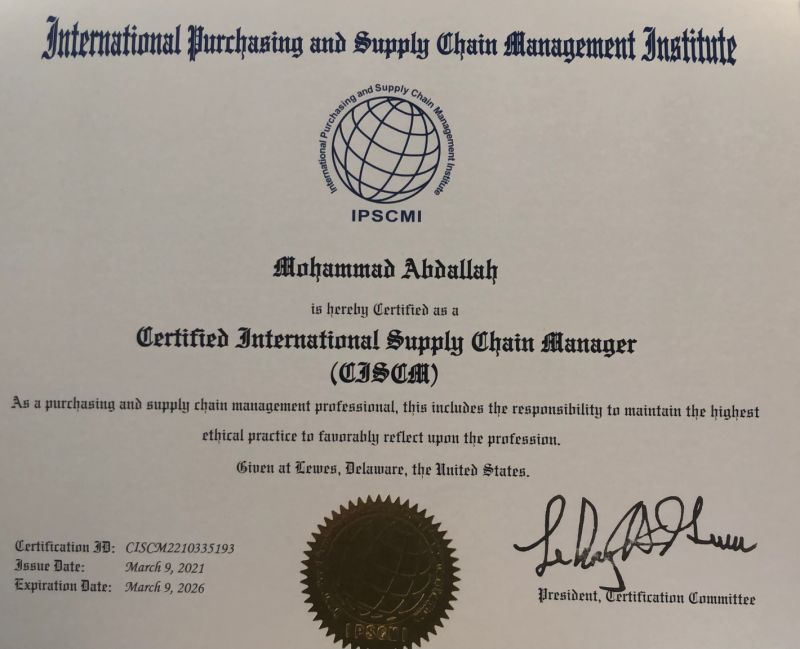 International Purchasing and Supply Chain Management Institute
International Purchasing and Supply Chain Management Institute
IPSCMI
Mohammad Abdallah
is hereby Certified as a
Certified International Supply Chain Manager
(CISCM)
As a purchasing and supply chain management professional, this includes the responsibility to maintain the highest
ethical practice to favorably reflect upon the profession.
Given at Lewes, Delaware, the United States.
Certification ID: CISCM2210335193
Issue Date: March 9, 2021
Expiration Date: March 9, 2026
President, Certification Committee
IPSCMI